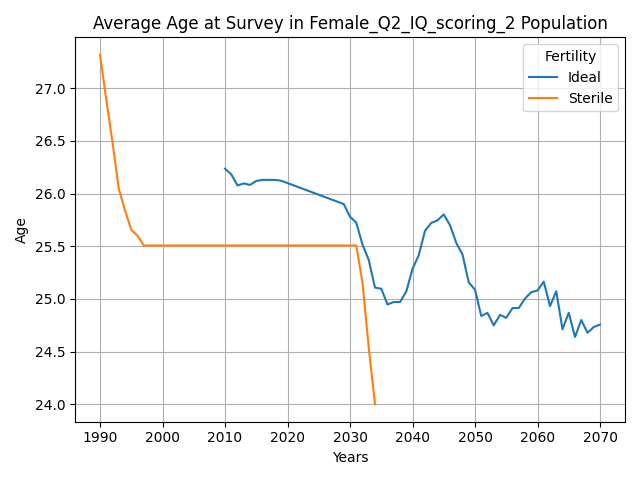 Average Age at Survey in Female_Q2_IQ_scoring_2 Population
Fertility
Ideal
Sterile
27.0
26.5
26.0
25.5
25.0
24.5
24.0
Age
1990 2000 2010 2020 2030 2040 2050 2060 2070
Years